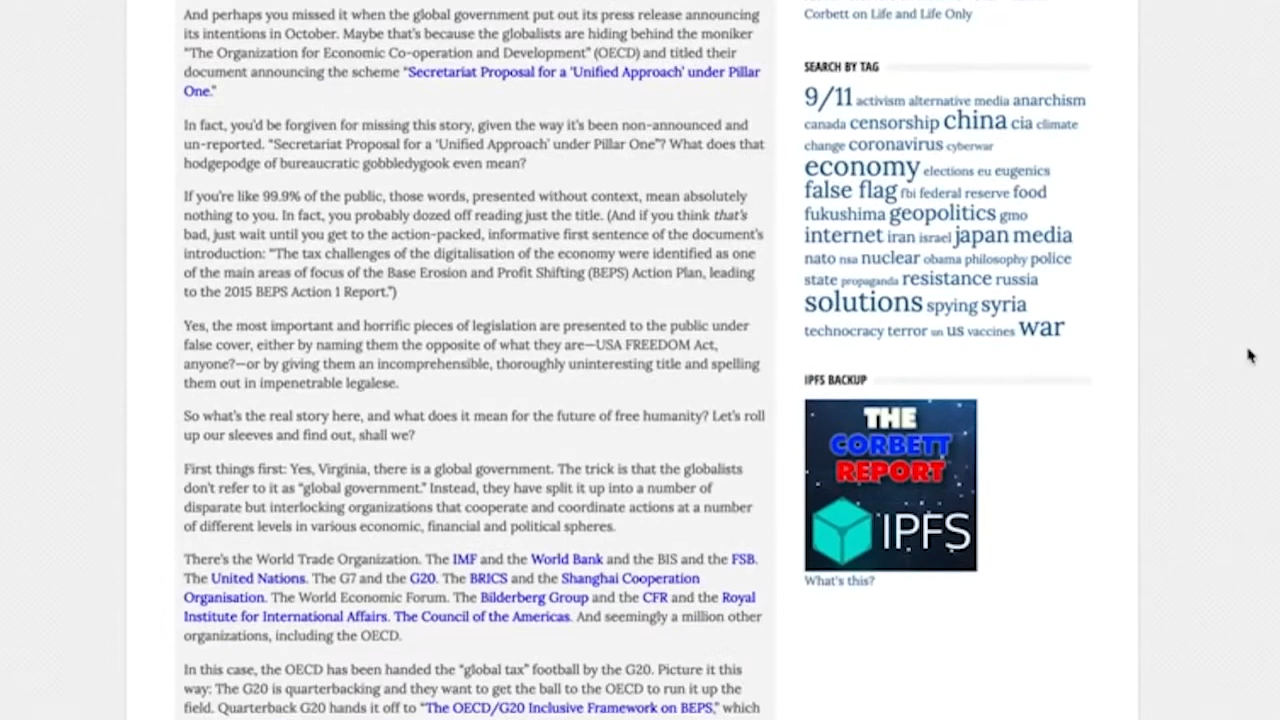 And perhaps you missed it when the global government put out its press release announcing
its intentions in October. Maybe that's because the globalists are hiding behind the moniker
"The Organization for Economic Co-operation and Development" (OECD) and titled their
document announcing the scheme "Secretariat Proposal for a 'Unified Approach' under Pillar
One."
In fact, you'd be forgiven for missing this story, given the way it's been non-announced and
un-reported. "Secretariat Proposal for a 'Unified Approach' under Pillar One"? What does that
hodgepodge of bureaucratic gobbledygook even mean?
If you're like 99.9% of the public, those words, presented without context, mean absolutely
nothing to you. In fact, you probably dozed off reading just the title. (And if you think that's
bad, just wait until you get to the action-packed, informative first sentence of the document's
introduction: "The tax challenges of the digitalisation of the economy were identified as one
of the main areas of focus of the Base Erosion and Profit Shifting (BEPS) Action Plan, leading
to the 2015 BEPS Action 1 Report.")
Yes, the most important and horrific pieces of legislation are presented to the public under
false cover, either by naming them the opposite of what they are—USA FREEDOM Act,
anyone?—or by giving them an incomprehensible, thoroughly uninteresting title and spelling
them out in impenetrable legalese.
So what's the real story here, and what does it mean for the future of free humanity? Let's roll
up our sleeves and find out, shall we?
First things first: Yes, Virginia, there is a global government. The trick is that the globalists
don't refer to it as "global government." Instead, they have split it up into a number of
disparate but interlocking organizations that cooperate and coordinate actions at a number
of different levels in various economic, financial and political spheres.
There's the World Trade Organization. The IMF and the World Bank and the BIS and the FSB.
The United Nations. The G7 and the G20. The BRICS and the Shanghai Cooperation
Organisation. The World Economic Forum. The Bilderberg Group and the CFR and the Royal
Institute for International Affairs. The Council of the Americas. And seemingly a million other
organizations, including the OECD.
In this case, the OECD has been handed the "global tax" football by the G20. Picture it this
way: The G20 is quarterbacking and they want to get the ball to the OECD to run it up the
field. Quarterback G20 hands it off to "The OECD/G20 Inclusive Framework on BEPS," which
Corbett on Life and Life Only
SEARCH BY TAG
9/11 activism alternative media anarchism
canada censorship china cia climate
change coronavirus cyberwar
economy elections eu eugenics
false flag fbi federal reserve food
fukushima geopolitics gmo
internet iran israel japan media
nato nsa nuclear obama philosophy police
state propaganda resistance russia
solutions spying syria
technocracy terror un us vaccines war
IPFS BACKUP
THE
CORBETT
REPORT
IPFS
What's this?